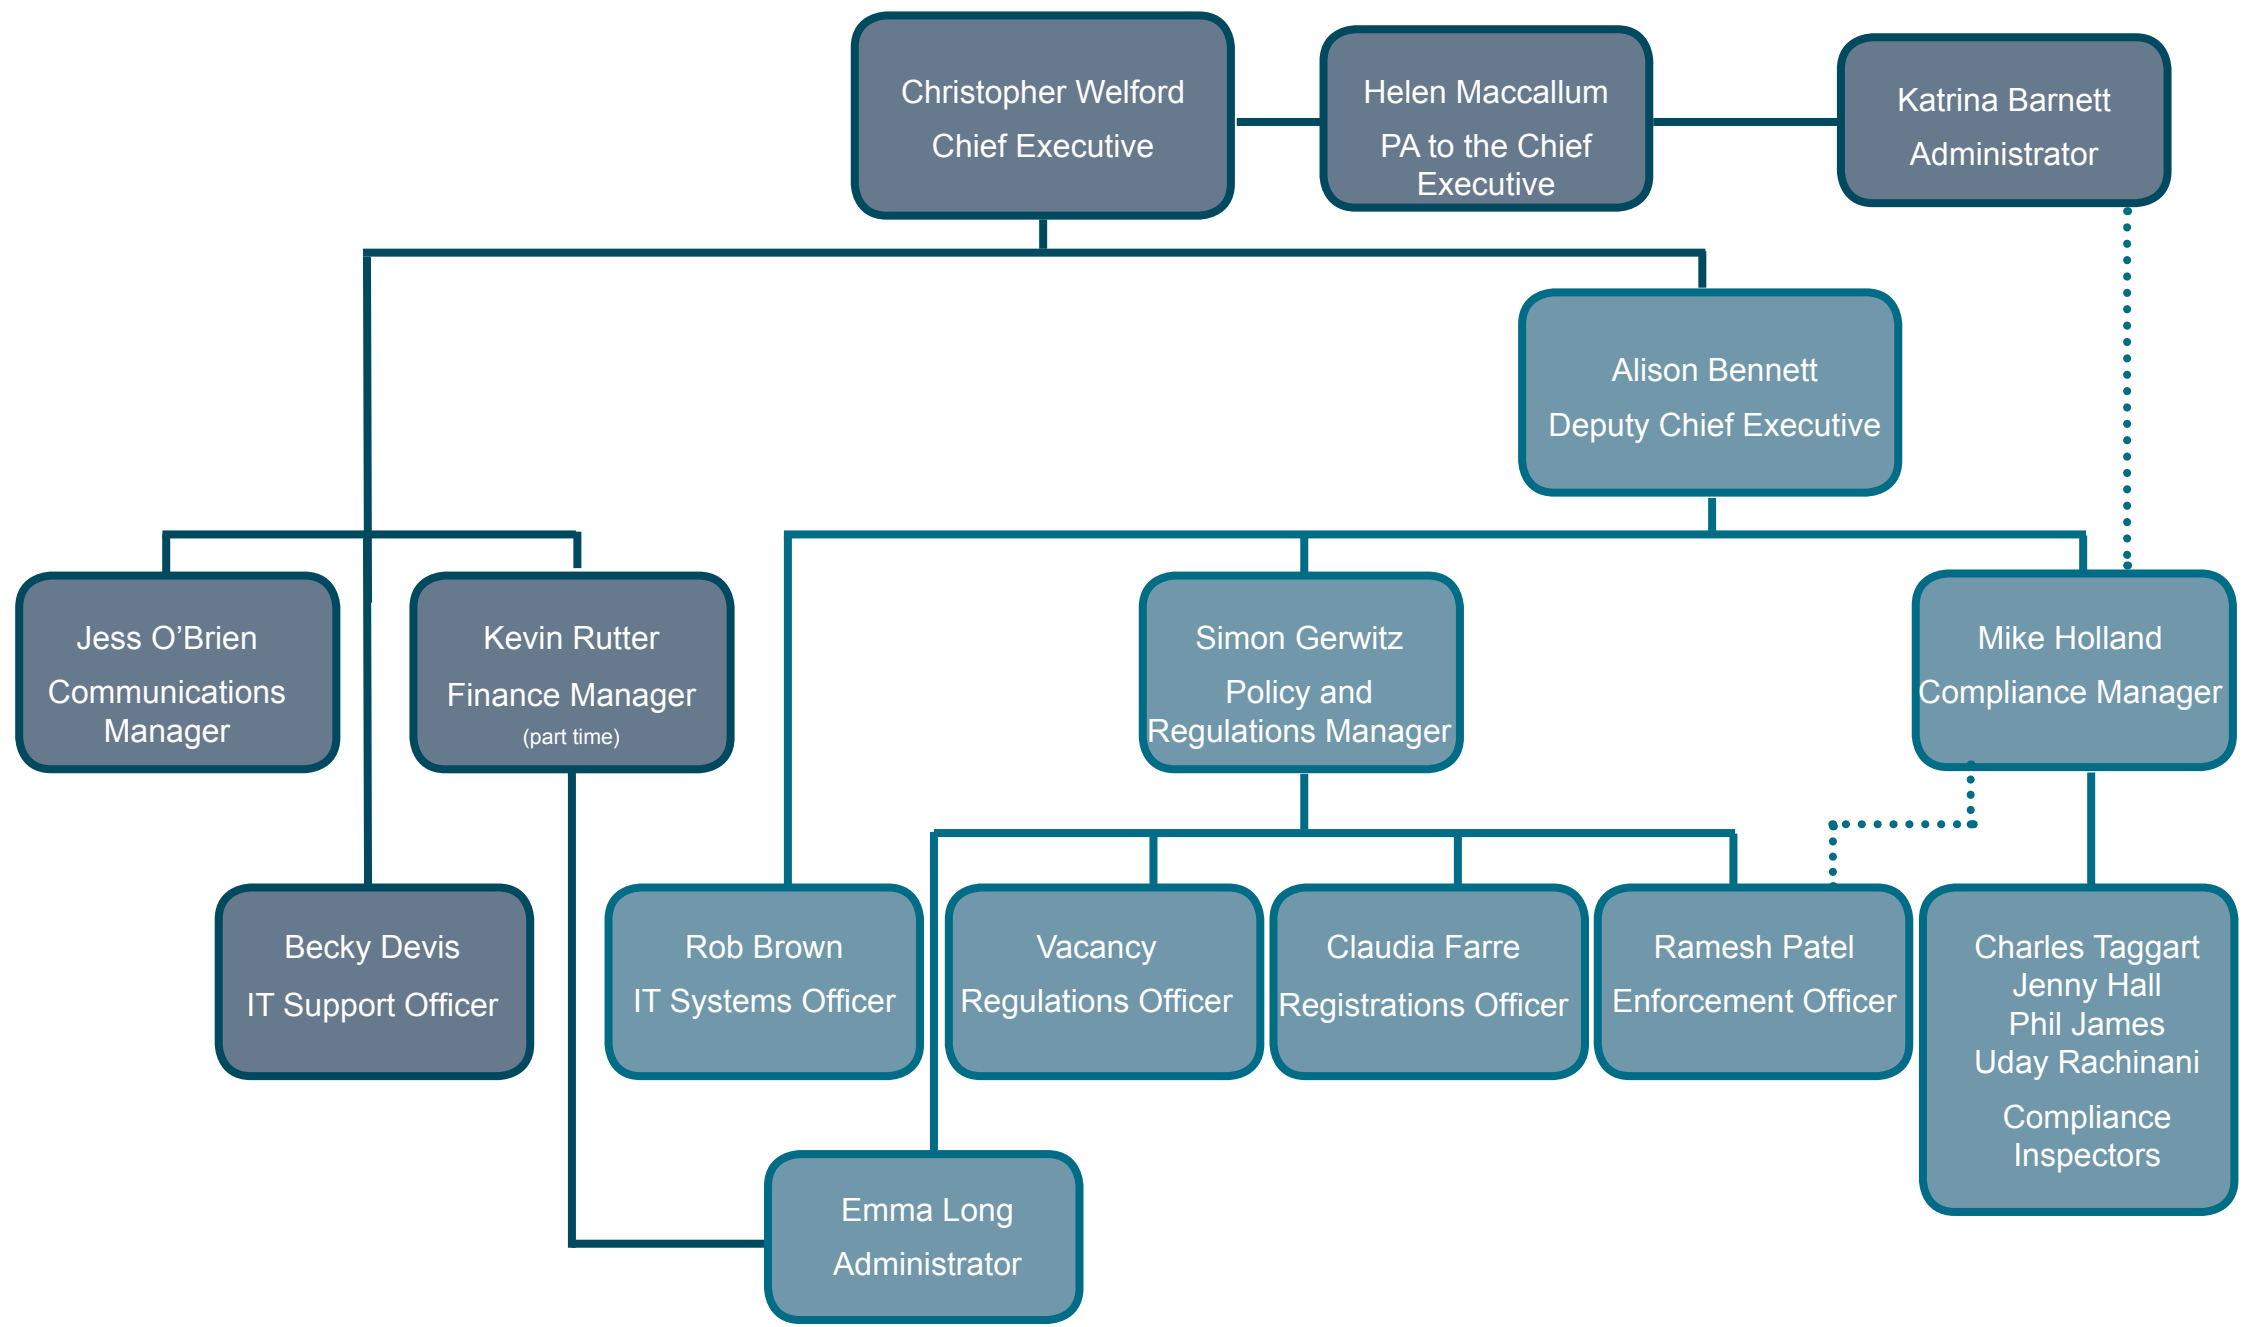 Christopher Welford
Chief Executive
Helen Maccallum
PA to the Chief
Executive
Katrina Barnett
Administrator
Alison Bennett
Deputy Chief Executive
Jess O’Brien
Communications
Manager
Kevin Rutter
Finance Manager
(part time)
Simon Gerwitz
Policy and
Regulations Manager
Mike Holland
Compliance Manager
Becky Devis
IT Support Officer
Rob Brown
IT Systems Officer
Vacancy
Regulations Officer
Claudia Farre
Registrations Officer
Ramesh Patel
Enforcement Officer
Charles Taggart
Jenny Hall
Phil James
Uday Rachinani
Compliance
Inspectors
Emma Long
Administrator